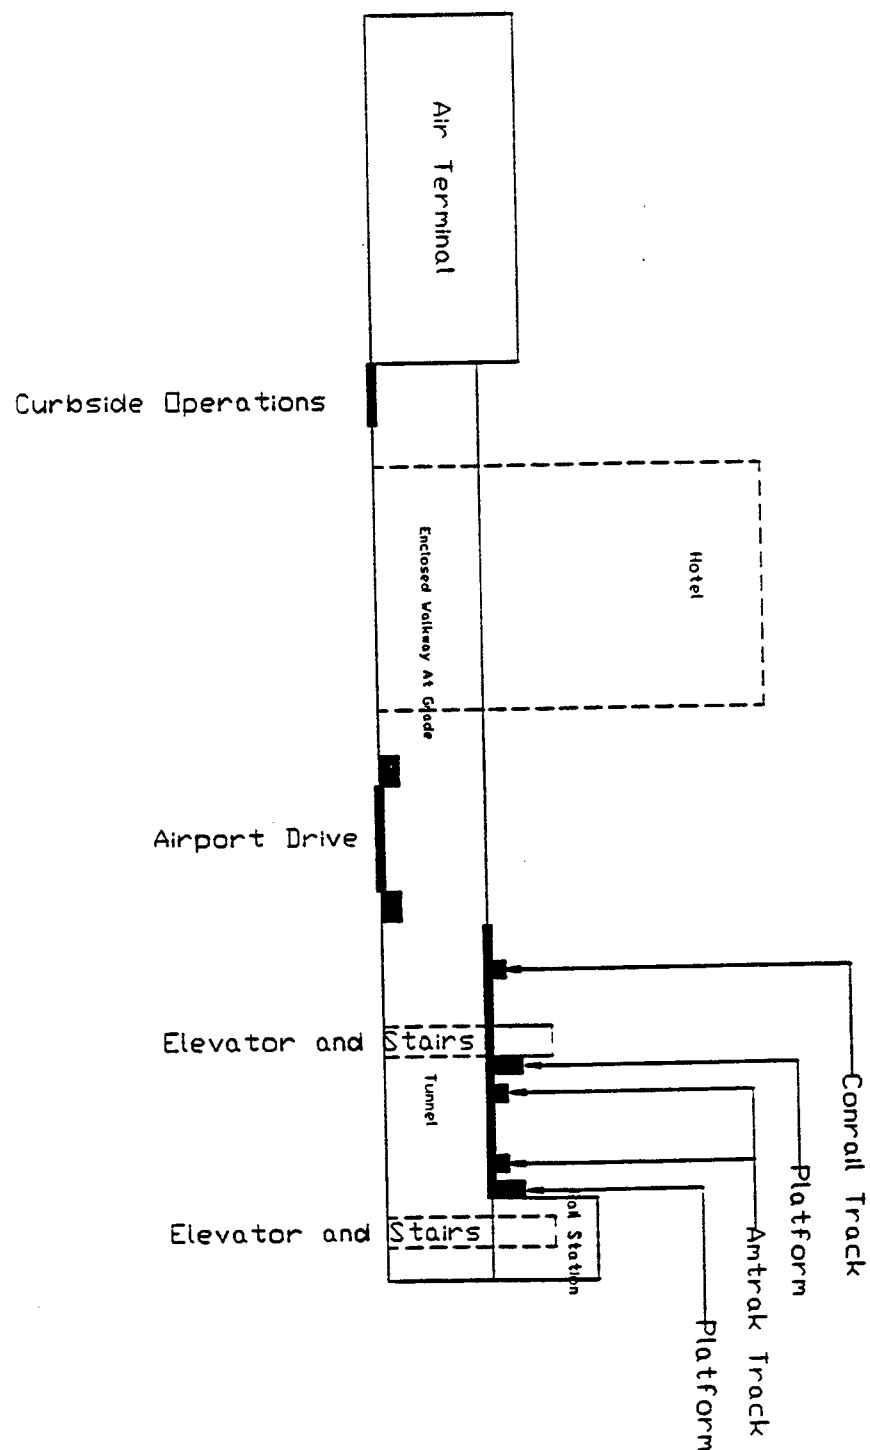 Air Terminal
Curbside Operations
Enclosed Walkway At Grade
Hotel
Airport Drive
Elevator and Stairs
Tunnel
Conrail Track
Platform
Amtrak Track
Platform
Elevator and Stairs
Station